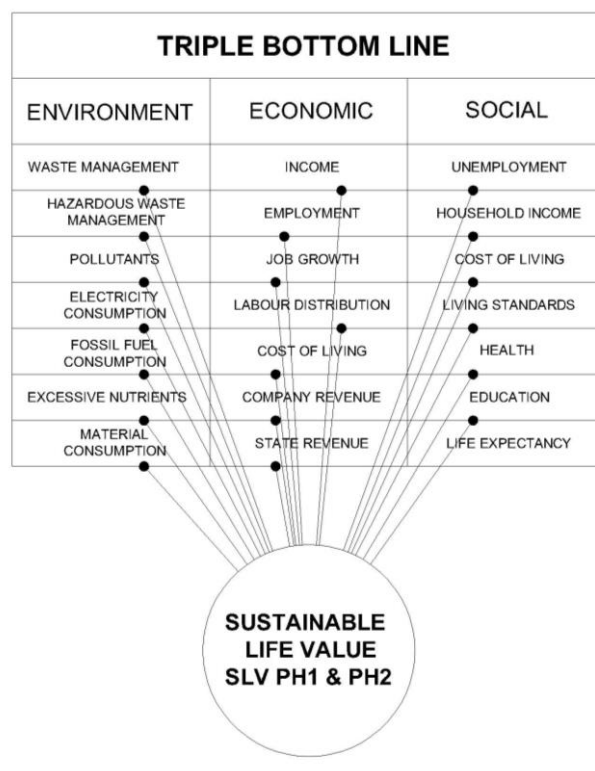 TRIPLE BOTTOM LINE
ENVIRONMENT ECONOMIC SOCIAL
WASTE MANAGEMENT INCOME UNEMPLOYMENT
HAZARDOUS WASTE
MANAGEMENT EMPLOYMENT HOUSEHOLD INCOME
POLLUTANTS JOB GROWTH COST OF LIVING
ELECTRICITY
CONSUMPTION LABOUR DISTRIBUTION LIVING STANDARDS
FOSSIL FUEL
CONSUMPTION COST OF LIVING HEALTH
EXCESSIVE NUTRIENTS COMPANY REVENUE EDUCATION
MATERIAL
CONSUMPTION STATE REVENUE LIFE EXPECTANCY
SUSTAINABLE
LIFE VALUE
SLV PH1 & PH2